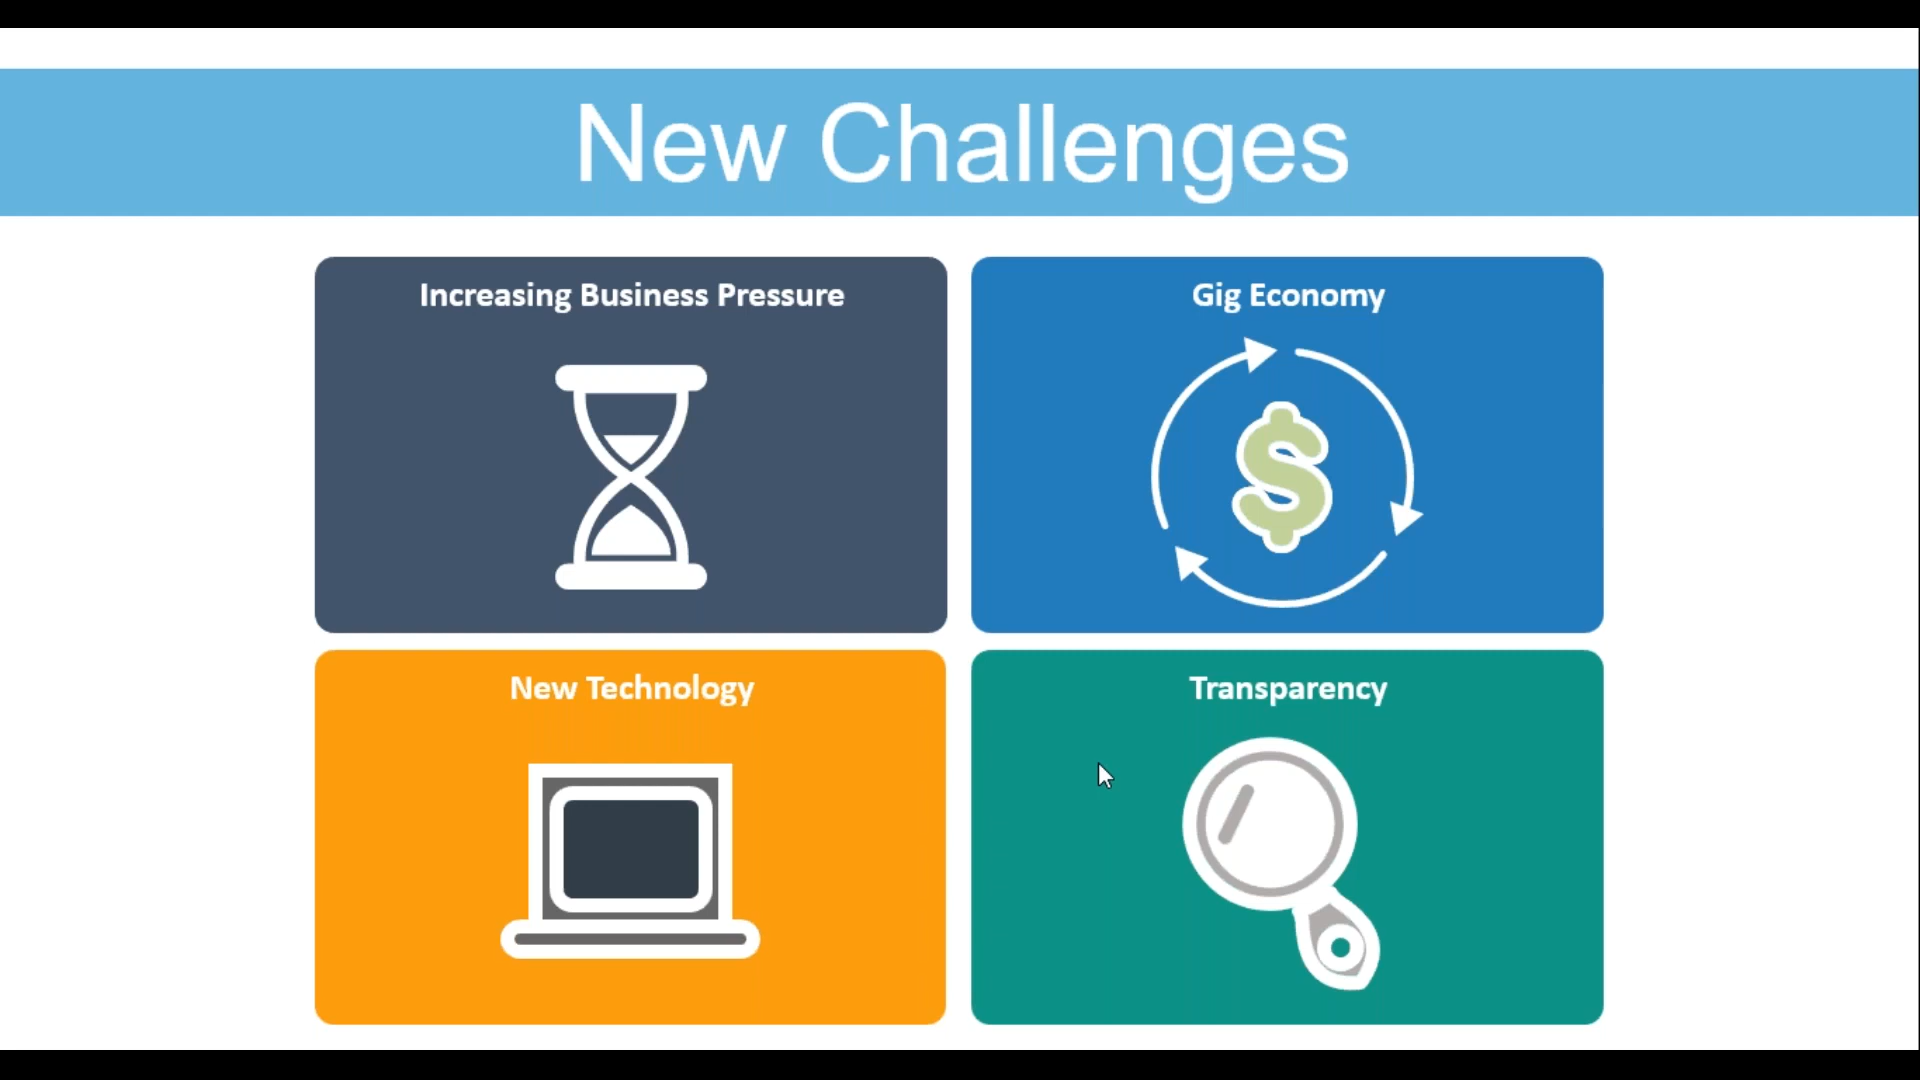 New Challenges
Increasing Business Pressure
Gig Economy
$
New Technology
Transparency